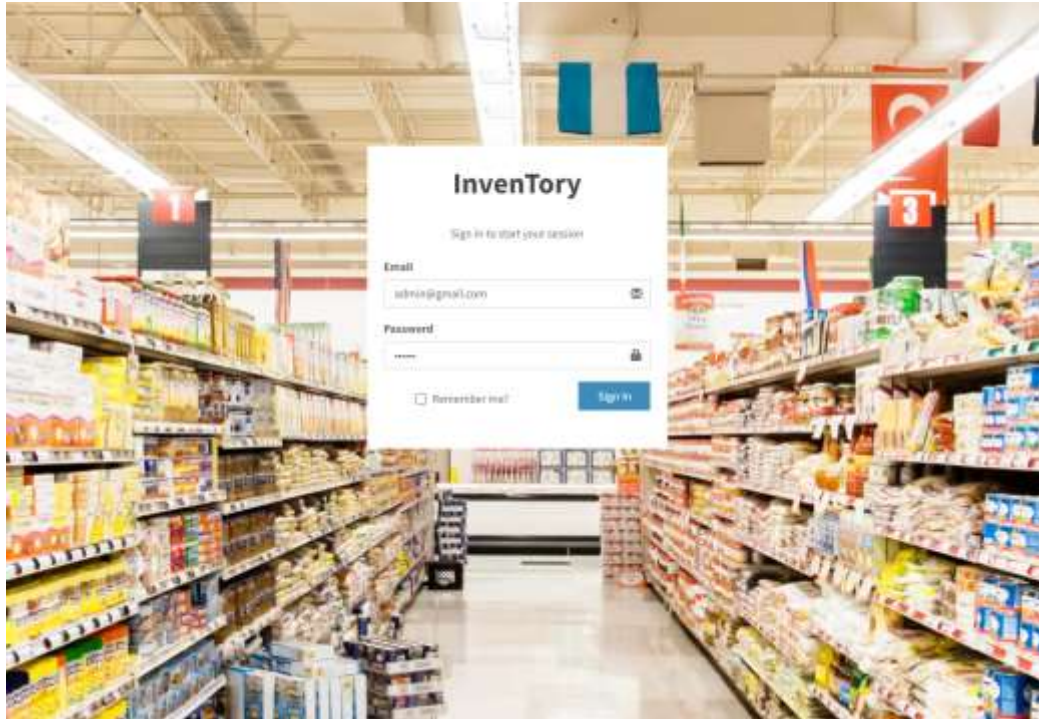 InvenTory
Sign in to start your session
Email
admin@gmail.com
Password
••••••
Remember me?
Sign In
1
3